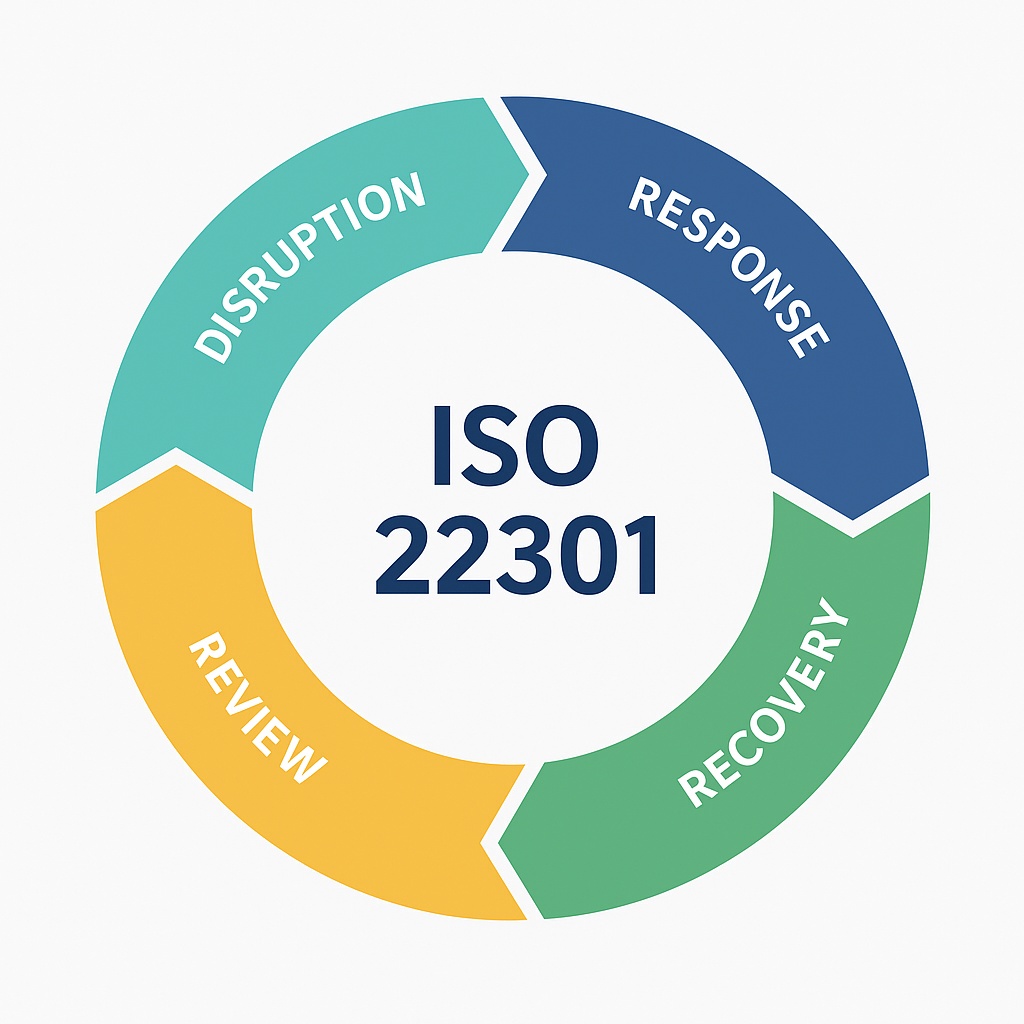 DISRUPTION
RESPONSE
ISO
22301
REVIEW
RECOVERY